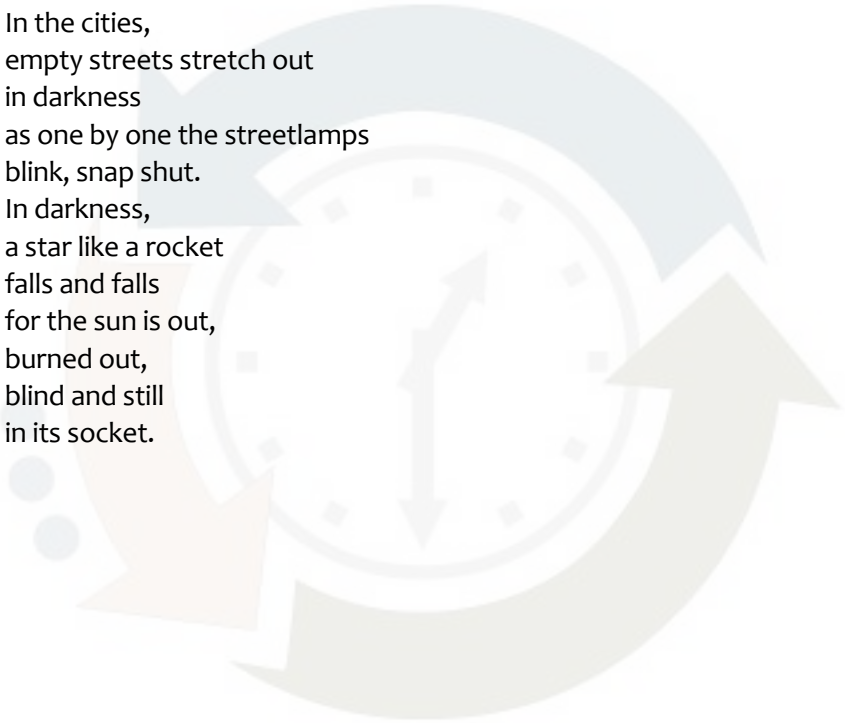 In the cities,
empty streets stretch out
in darkness
as one by one the streetlamps
blink, snap shut.
In darkness,
a star like a rocket
falls and falls
for the sun is out,
burned out,
blind and still
in its socket.